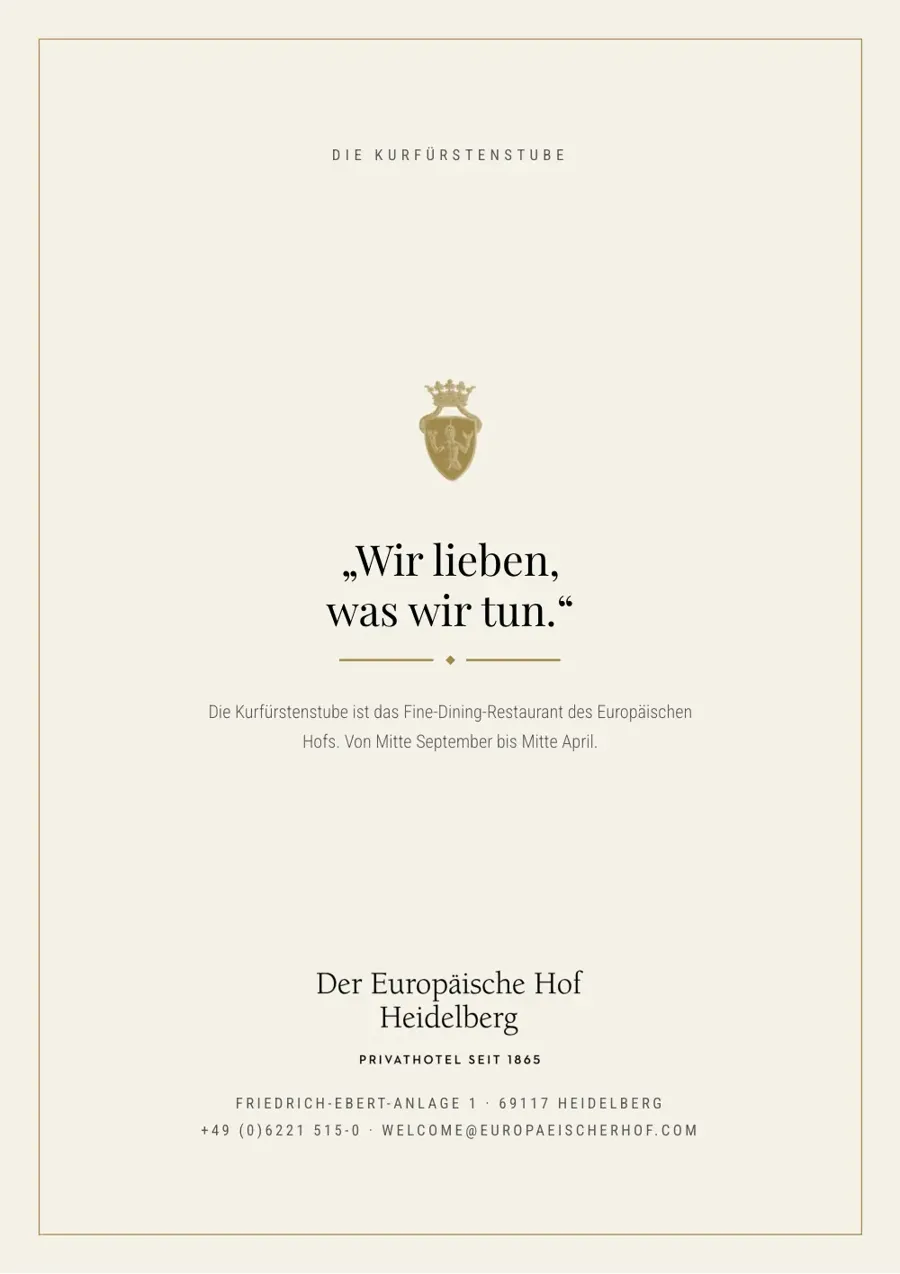 DIE KURFÜRSTENSTUBE
„Wir lieben,
was wir tun.“
Die Kurfürstenstube ist das Fine-Dining-Restaurant des Europäischen
Hofs. Von Mitte September bis Mitte April.
Der Europäische Hof
Heidelberg
PRIVATHOTEL SEIT 1865
FRIEDRICH-EBERT-ANLAGE 1 · 69117 HEIDELBERG
+49 (0)6221 515-0 · WELCOME@EUROPAEISCHERHOF.COM